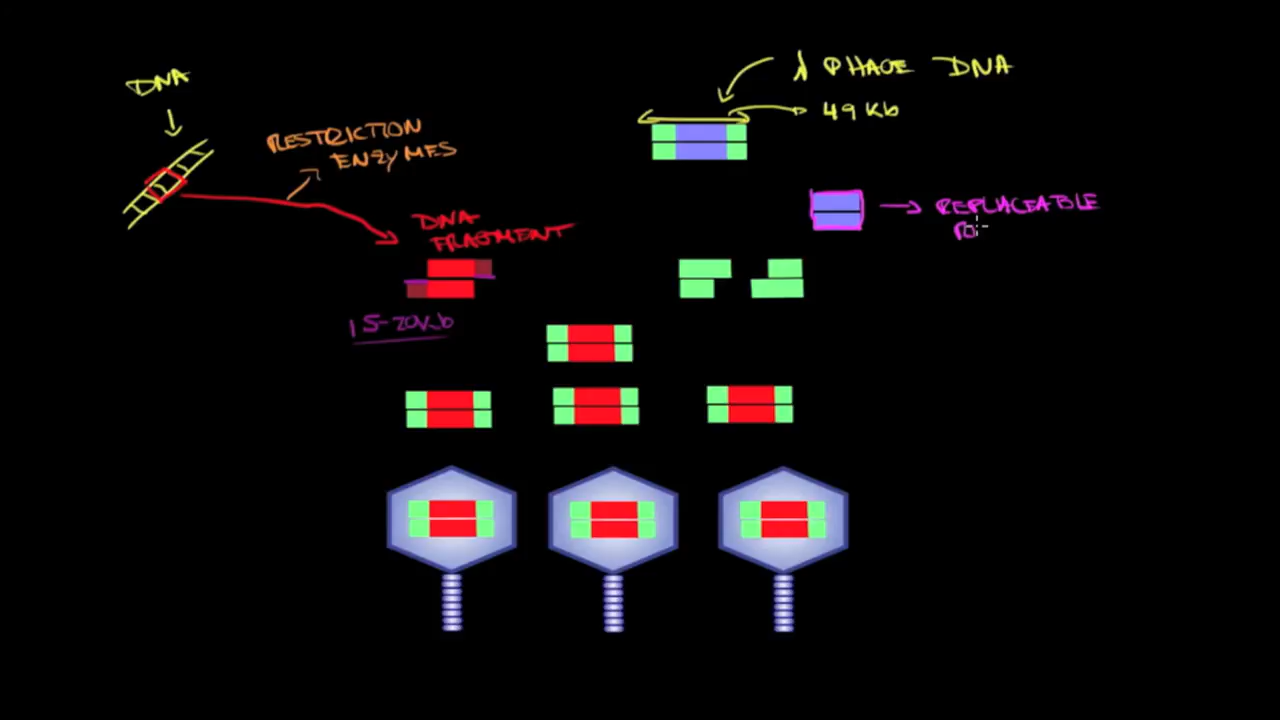 DNA
RESTRICTION
ENZYMES
DNA
FRAGMENT
15-20Kb
λ PHAGE DNA
49 Kb
REPLACEABLE